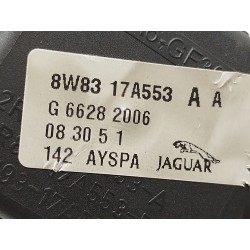 8W83 17A553 A A
G 6628 2006
08 30 5 1
142 AYSPA JAGUAR